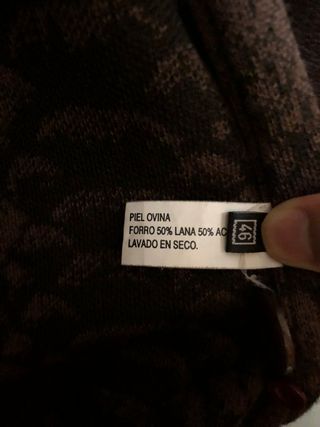 PIEL OVINA
FORRO 50% LANA 50% AC
LAVADO EN SECO.
46